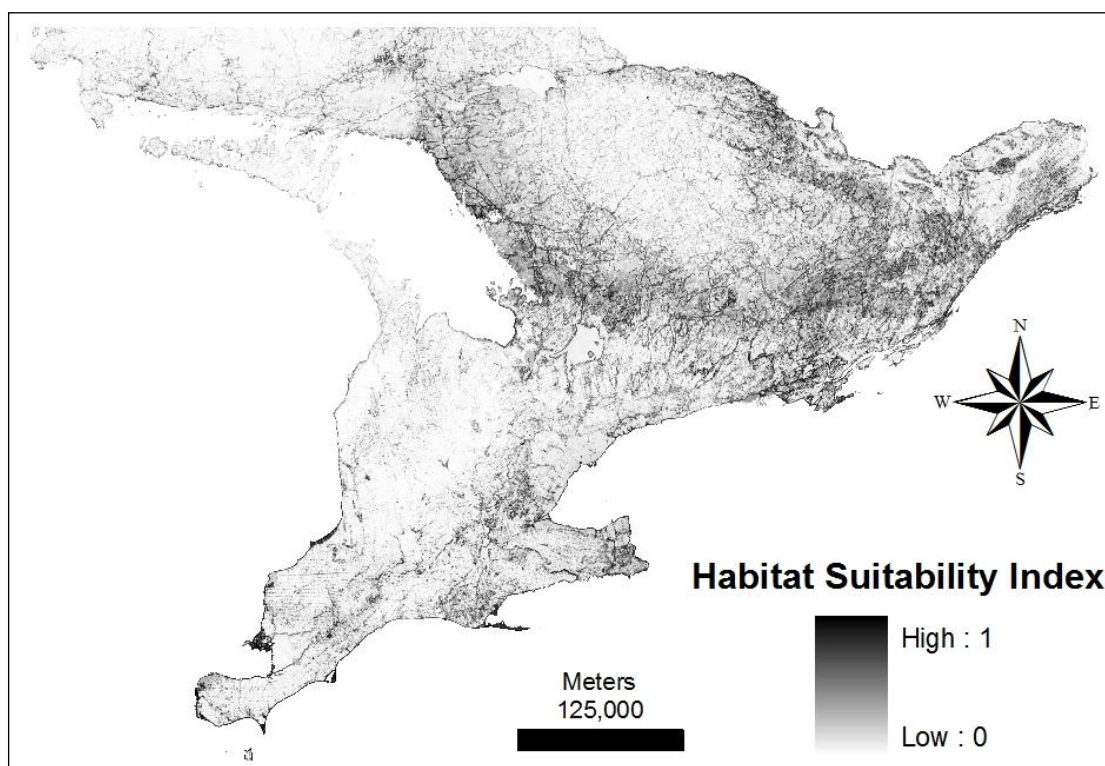 N
W E
S
Habitat Suitability Index
High : 1
Low : 0
Meters
125,000